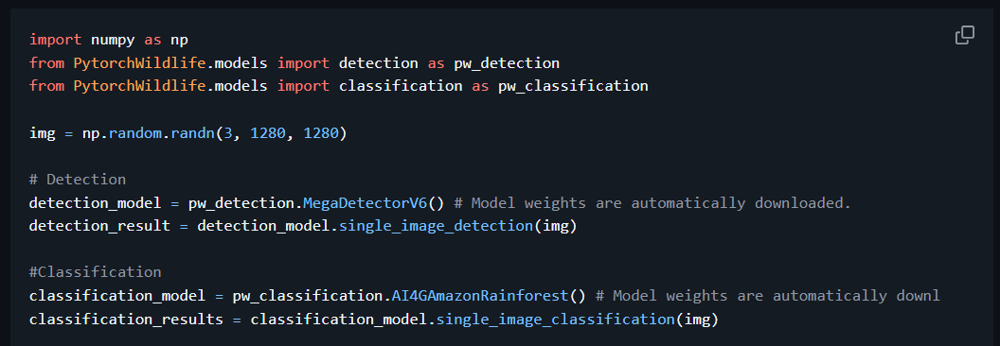 import numpy as np
from PytorchWildlife.models import detection as pw_detection
from PytorchWildlife.models import classification as pw_classification
img = np.random.randn(3, 1280, 1280)
# Detection
detection_model = pw_detection.MegaDetectorV6() # Model weights are automatically downloaded.
detection_result = detection_model.single_image_detection(img)
#Classification
classification_model = pw_classification.AI4GAmazonRainforest() # Model weights are automatically downl
classification_results = classification_model.single_image_classification(img)